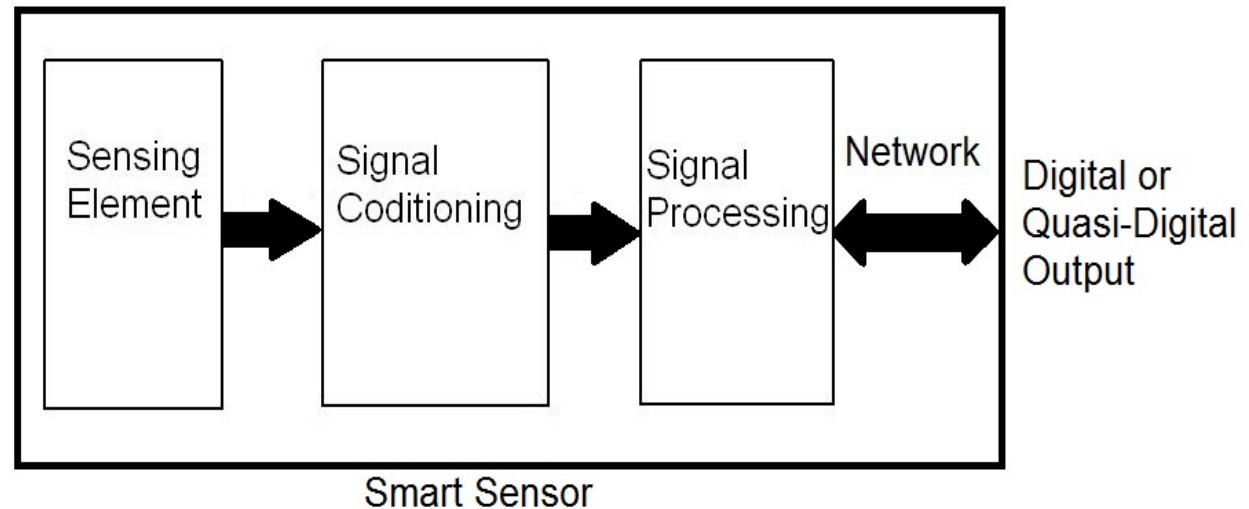 Sensing
Element
Signal
Coditioning
Signal
Processing
Network
Digital or
Quasi-Digital
Output
Smart Sensor